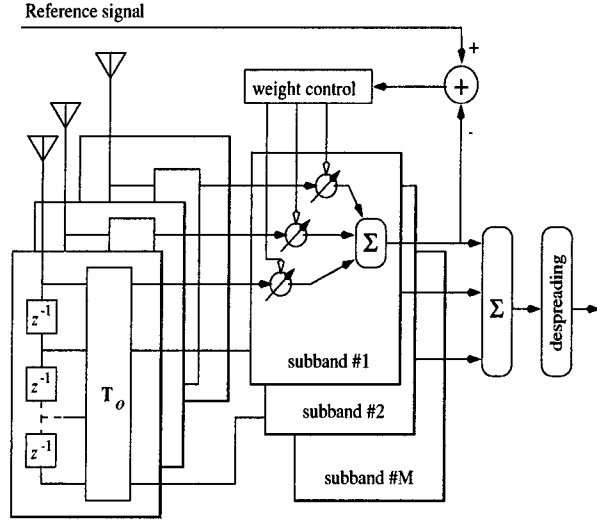 Reference signal
+
+
weight control
-
Σ
subband #1
subband #2
subband #M
z⁻¹
z⁻¹
z⁻¹
T_O
Σ
despreading